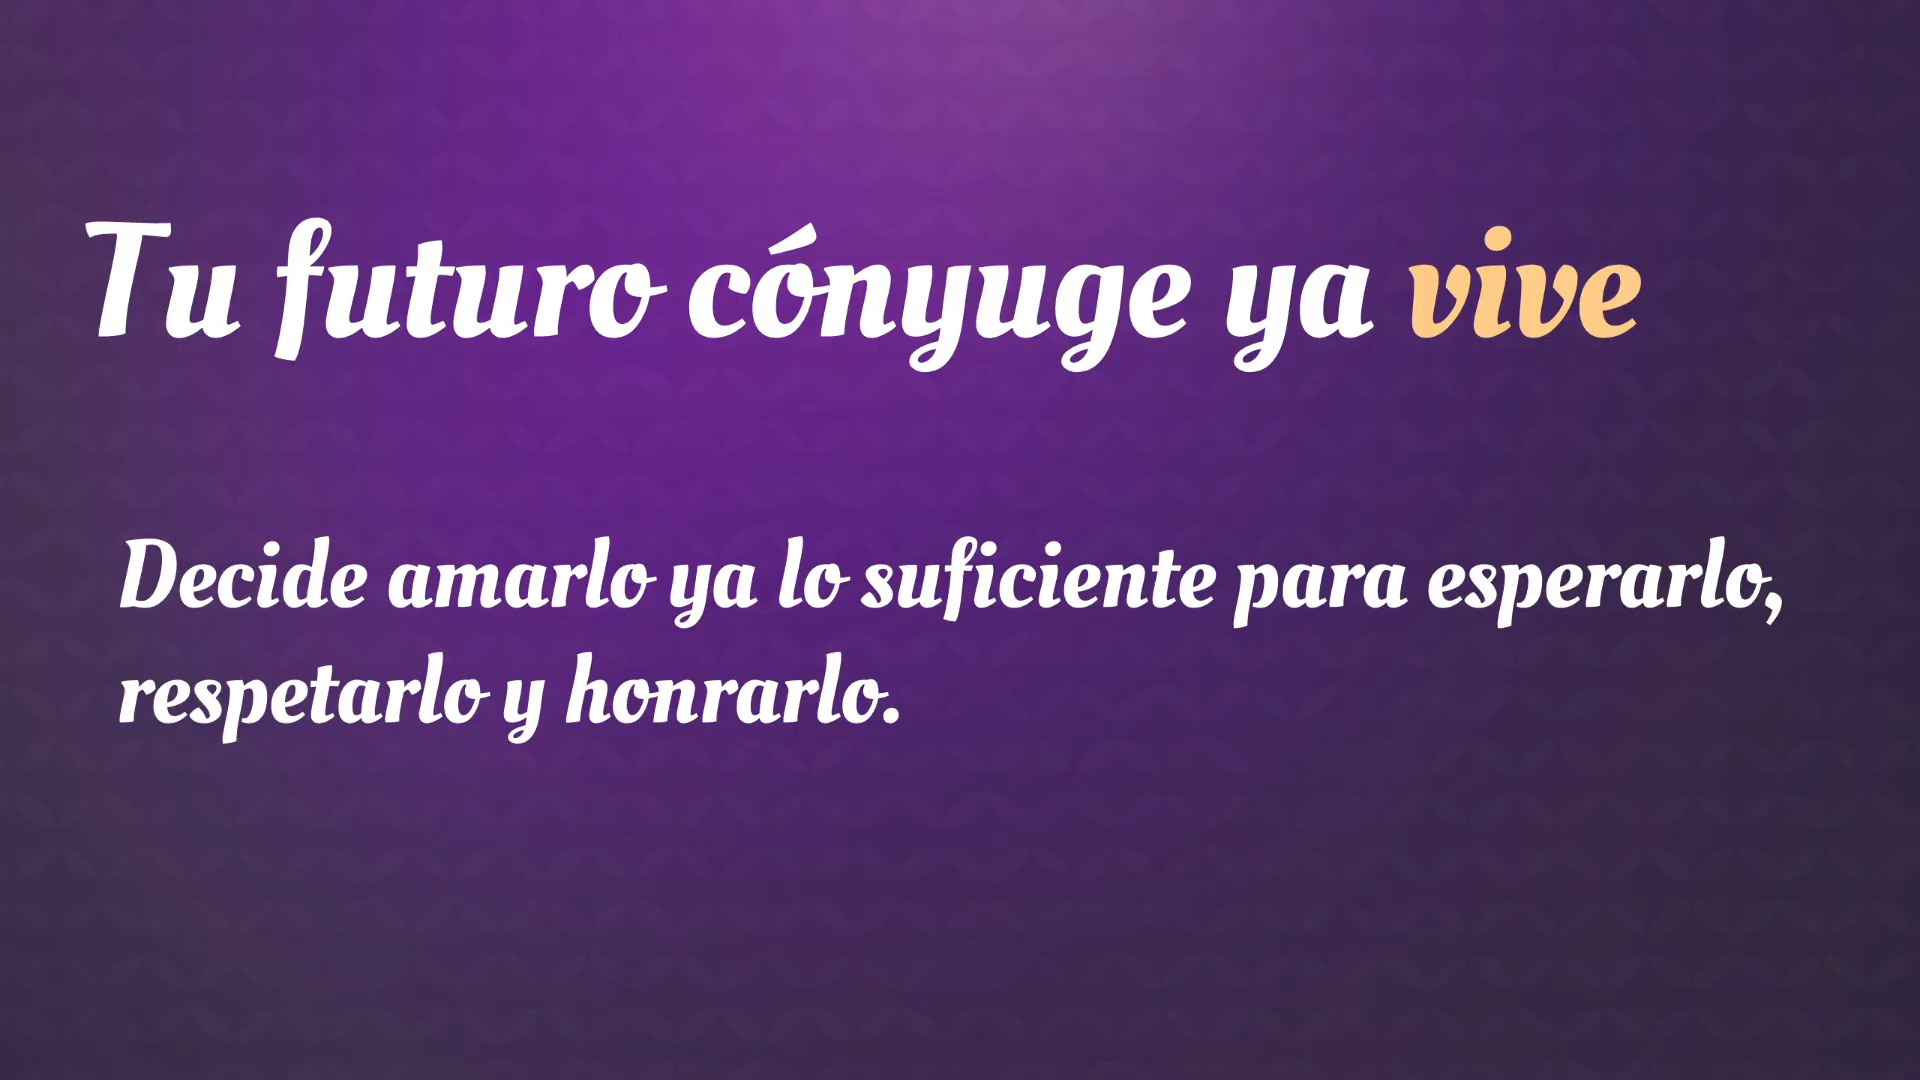 Tu futuro cónyuge ya vive
Decide amarlo ya lo suficiente para esperarlo,
respetarlo y honrarlo.